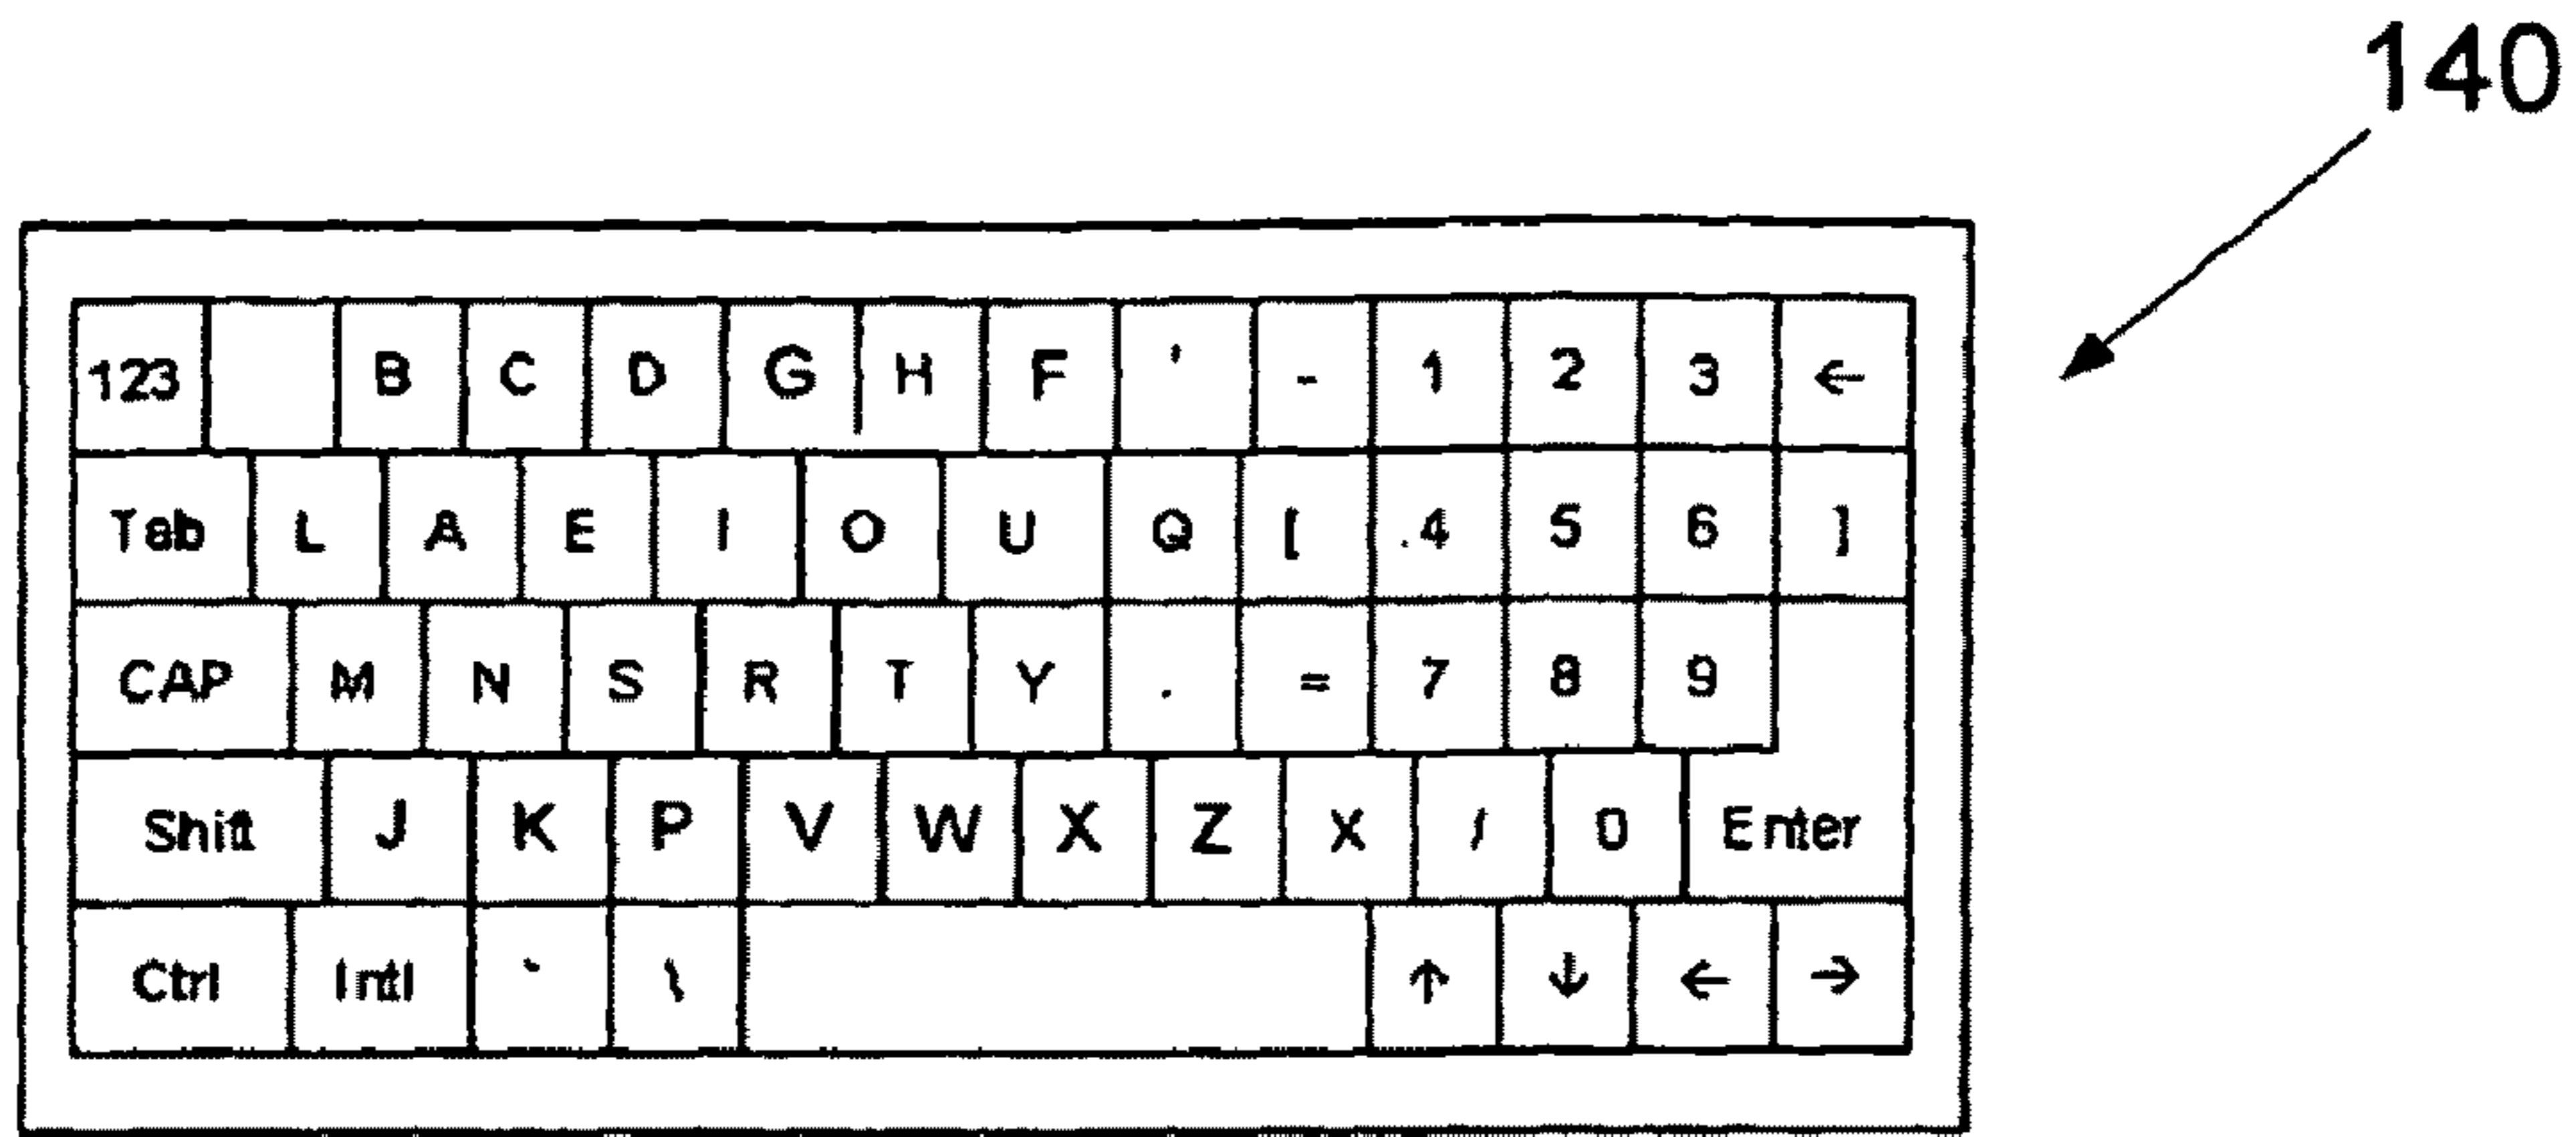 140
123 B C D G H F ' - 1 2 3 ←
Tab L A E I O U Q [ .4 5 6 ]
CAP M N S R T Y . = 7 8 9
Shift J K P V W X Z X / 0 Enter
Ctrl Intl ` \ ↑ ↓ ← →